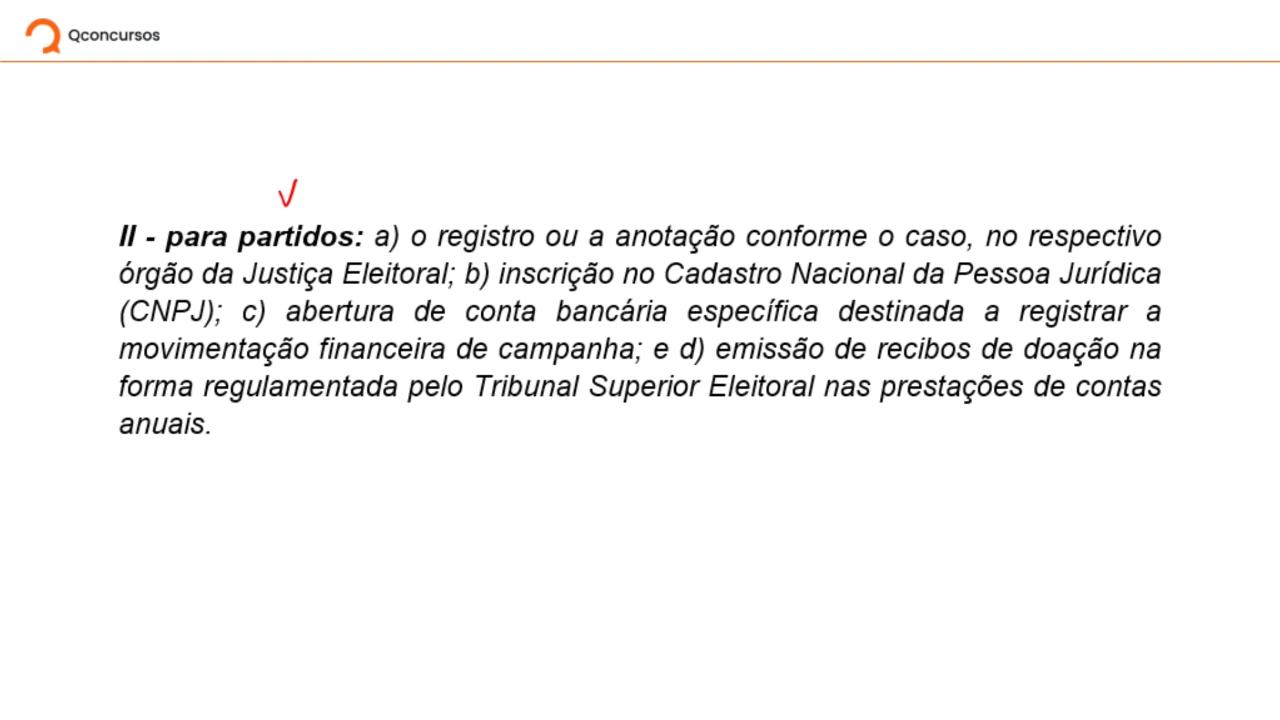 Qconcursos
II - para partidos: a) o registro ou a anotação conforme o caso, no respectivo
órgão da Justiça Eleitoral; b) inscrição no Cadastro Nacional da Pessoa Jurídica
(CNPJ); c) abertura de conta bancária específica destinada a registrar a
movimentação financeira de campanha; e d) emissão de recibos de doação na
forma regulamentada pelo Tribunal Superior Eleitoral nas prestações de contas
anuais.